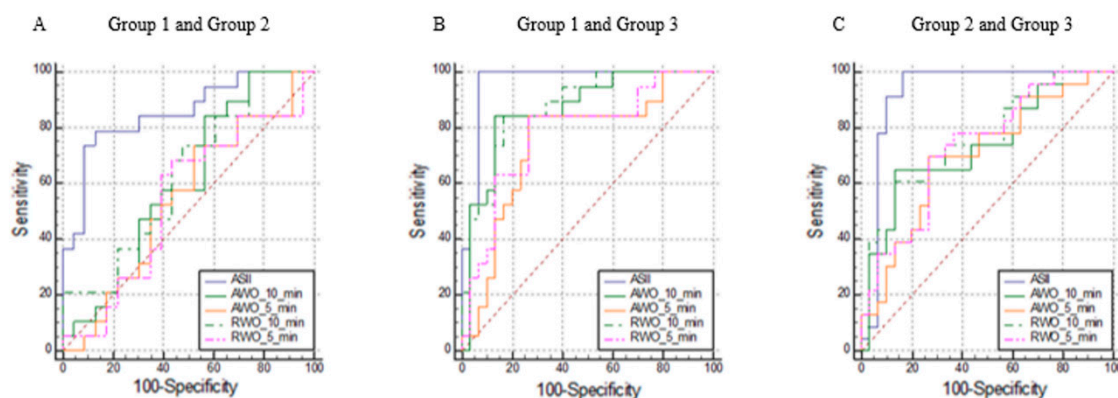 A Group 1 and Group 2
Sensitivity
100
80
60
40
20
0
0 20 40 60 80 100
100-Specificity
ASII
AWO_10_min
AWO_5_min
RWO_10_min
RWO_5_min
B Group 1 and Group 3
Sensitivity
100
80
60
40
20
0
0 20 40 60 80 100
100-Specificity
ASII
AWO_10_min
AWO_5_min
RWO_10_min
RWO_5_min
C Group 2 and Group 3
Sensitivity
100
80
60
40
20
0
0 20 40 60 80 100
100-Specificity
ASII
AWO_10_min
AWO_5_min
RWO_10_min
RWO_5_min